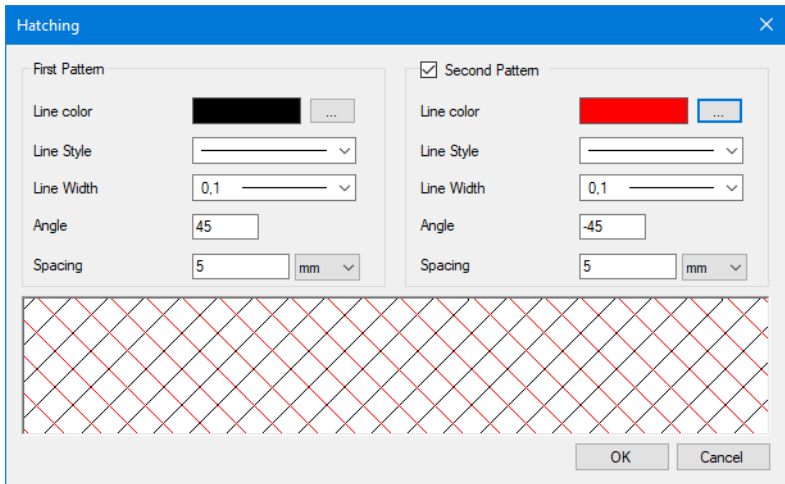 Hatching
First Pattern
Line color
...
Line Style
Line Width
0,1
Angle
45
Spacing
5
mm
Second Pattern
Line color
...
Line Style
Line Width
0,1
Angle
-45
Spacing
5
mm
OK
Cancel